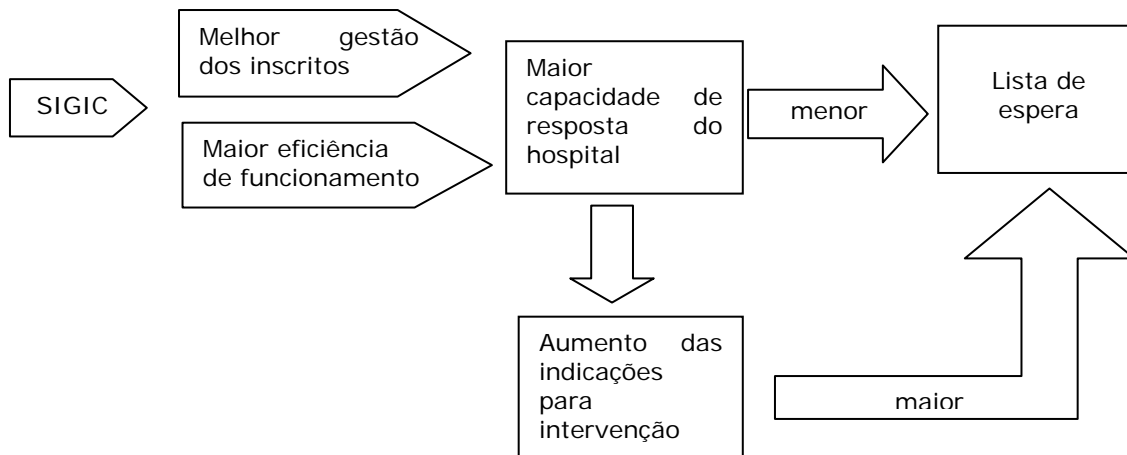 SIGIC
Melhor gestão
dos inscritos
Maior eficiência
de funcionamento
Maior
capacidade de
resposta do
hospital
menor
Lista de
espera
Aumento das
indicações
para
intervenção
maior